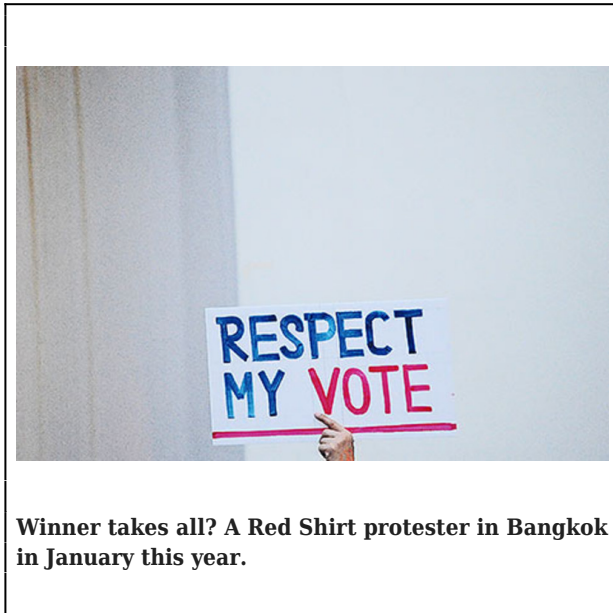 RESPECT
MY VOTE
Winner takes all? A Red Shirt protester in Bangkok
in January this year.